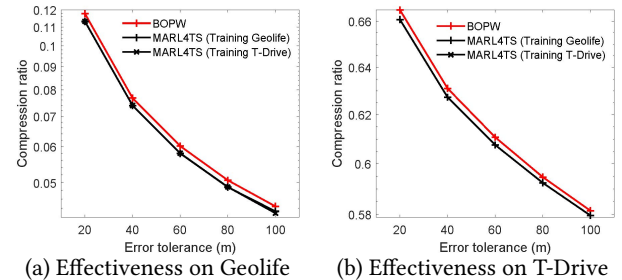 0.12
0.11
0.1
0.09
0.08
0.07
0.06
0.05
Compression ratio
BOPW
MARL4TS (Training Geolife)
MARL4TS (Training T-Drive)
20 40 60 80 100
Error tolerance (m)
(a) Effectiveness on Geolife
0.66
0.64
0.62
0.6
0.58
Compression ratio
BOPW
MARL4TS (Training Geolife)
MARL4TS (Training T-Drive)
20 40 60 80 100
Error tolerance (m)
(b) Effectiveness on T-Drive